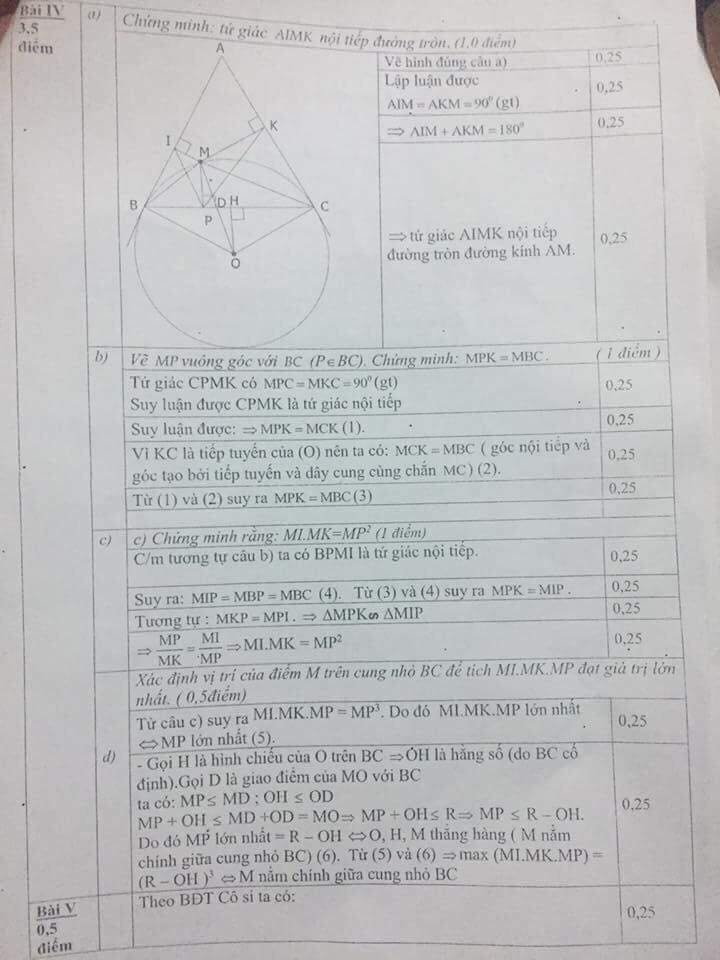 Bài IV
3,5
điểm
a)
Chứng minh: tứ giác AIMK nội tiếp đường tròn. (1,0 điểm)
A
K
I
M
B
D
H
C
P
O
Vẽ hình đúng câu a)
0,25
Lập luận được
AIM = AKM = 90⁰ (gt)
0,25
⟹ AIM + AKM = 180⁰
0,25
⟹ tứ giác AIMK nội tiếp
đường tròn đường kính AM.
0,25
b)
Vẽ MP vuông góc với BC (P∈BC). Chứng minh: MPK = MBC. ( 1 điểm )
Tứ giác CPMK có MPC = MKC = 90⁰ (gt)
Suy luận được CPMK là tứ giác nội tiếp
0,25
Suy luận được: ⟹ MPK = MCK (1).
0,25
Vì KC là tiếp tuyến của (O) nên ta có: MCK = MBC ( góc nội tiếp và
góc tạo bởi tiếp tuyến và dây cung cùng chắn MC) (2).
0,25
Từ (1) và (2) suy ra MPK = MBC (3)
0,25
c)
c) Chứng minh rằng: MI.MK=MP² (1 điểm)
C/m tương tự câu b) ta có BPMI là tứ giác nội tiếp.
0,25
Suy ra: MIP = MBP = MBC (4). Từ (3) và (4) suy ra MPK = MIP .
0,25
Tương tự : MKP = MPI. ⟹ ΔMPK∽ ΔMIP
0,25
⟹ MP/MK = MI/MP ⟹ MI.MK = MP²
0,25
d)
Xác định vị trí của điểm M trên cung nhỏ BC để tích MI.MK.MP đạt giá trị lớn
nhất. ( 0,5điểm)
Từ câu c) suy ra MI.MK.MP = MP³. Do đó MI.MK.MP lớn nhất
⟺ MP lớn nhất (5).
0,25
- Gọi H là hình chiếu của O trên BC ⟹ OH là hằng số (do BC cố
định).Gọi D là giao điểm của MO với BC
ta có: MP ≤ MD ; OH ≤ OD
MP + OH ≤ MD +OD = MO ⟹ MP + OH ≤ R ⟹ MP ≤ R – OH.
Do đó MP lớn nhất = R – OH ⟺ O, H, M thẳng hàng ( M nằm
chính giữa cung nhỏ BC) (6). Từ (5) và (6) ⟹ max (MI.MK.MP) =
(R – OH )³ ⟺ M nằm chính giữa cung nhỏ BC
0,25
Bài V
0,5
điểm
Theo BĐT Cô si ta có:
0,25